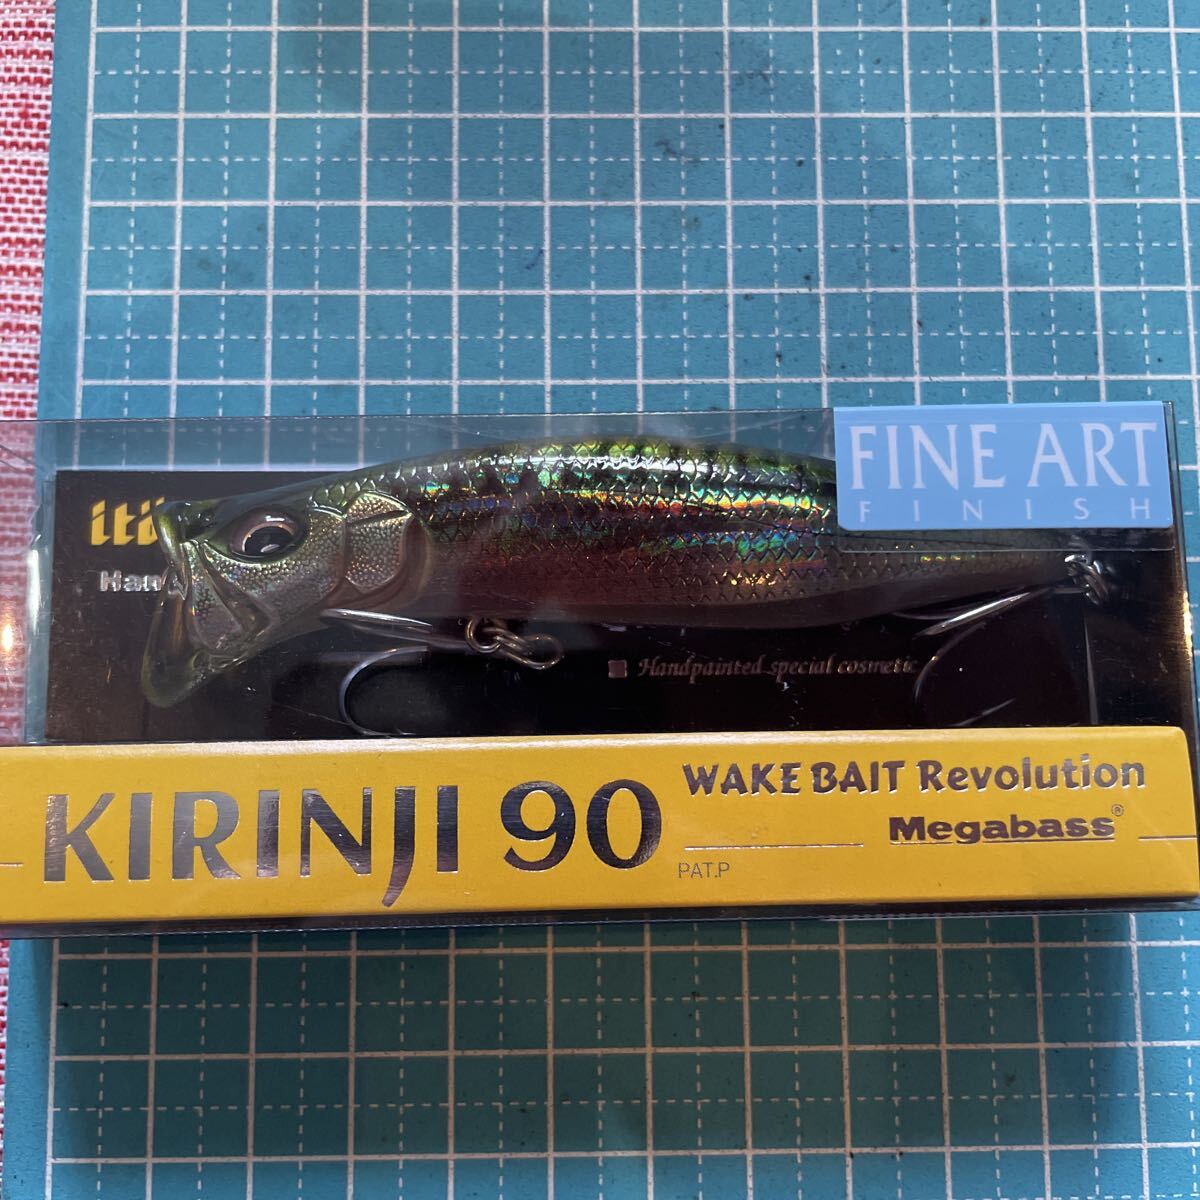 FINE ART
FINISH
Handpainted special cosmetic
KIRINJI 90
WAKE BAIT Revolution
Megabass®
PAT.P